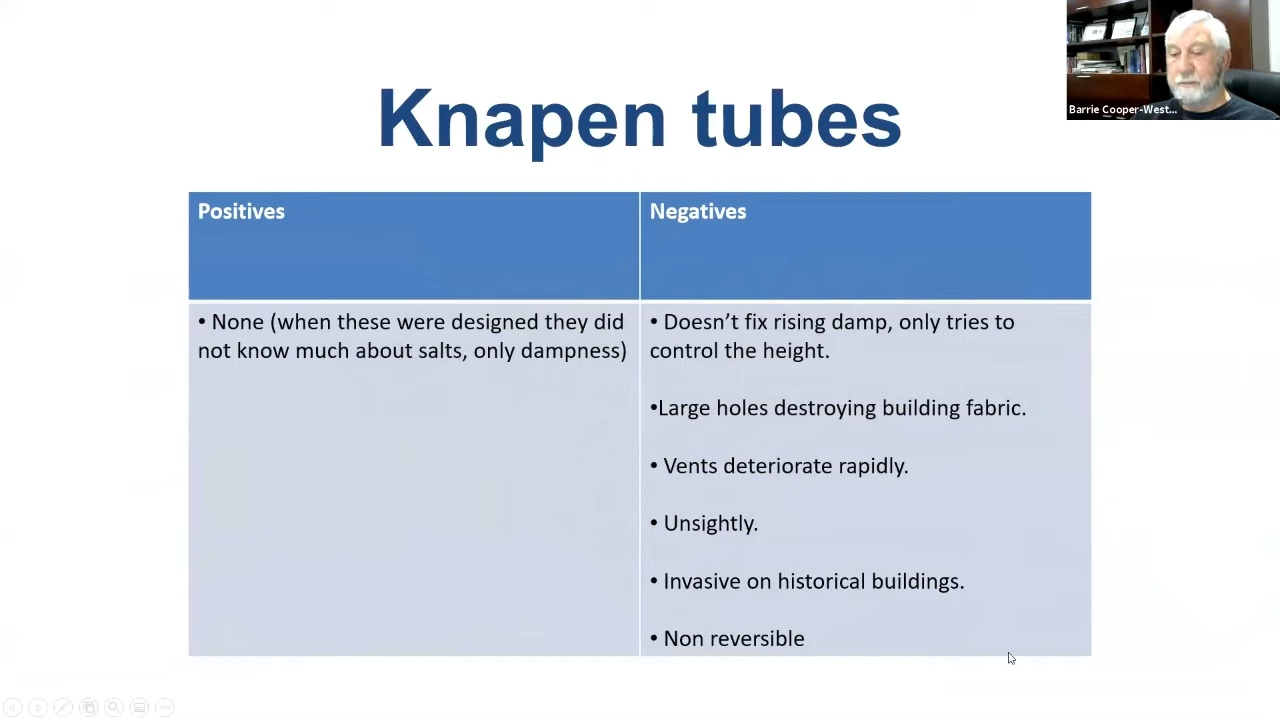 Knapen tubes
Barrie Cooper-West...
Positives
Negatives
• None (when these were designed they did
not know much about salts, only dampness)
• Doesn’t fix rising damp, only tries to
control the height.
•Large holes destroying building fabric.
• Vents deteriorate rapidly.
• Unsightly.
• Invasive on historical buildings.
• Non reversible